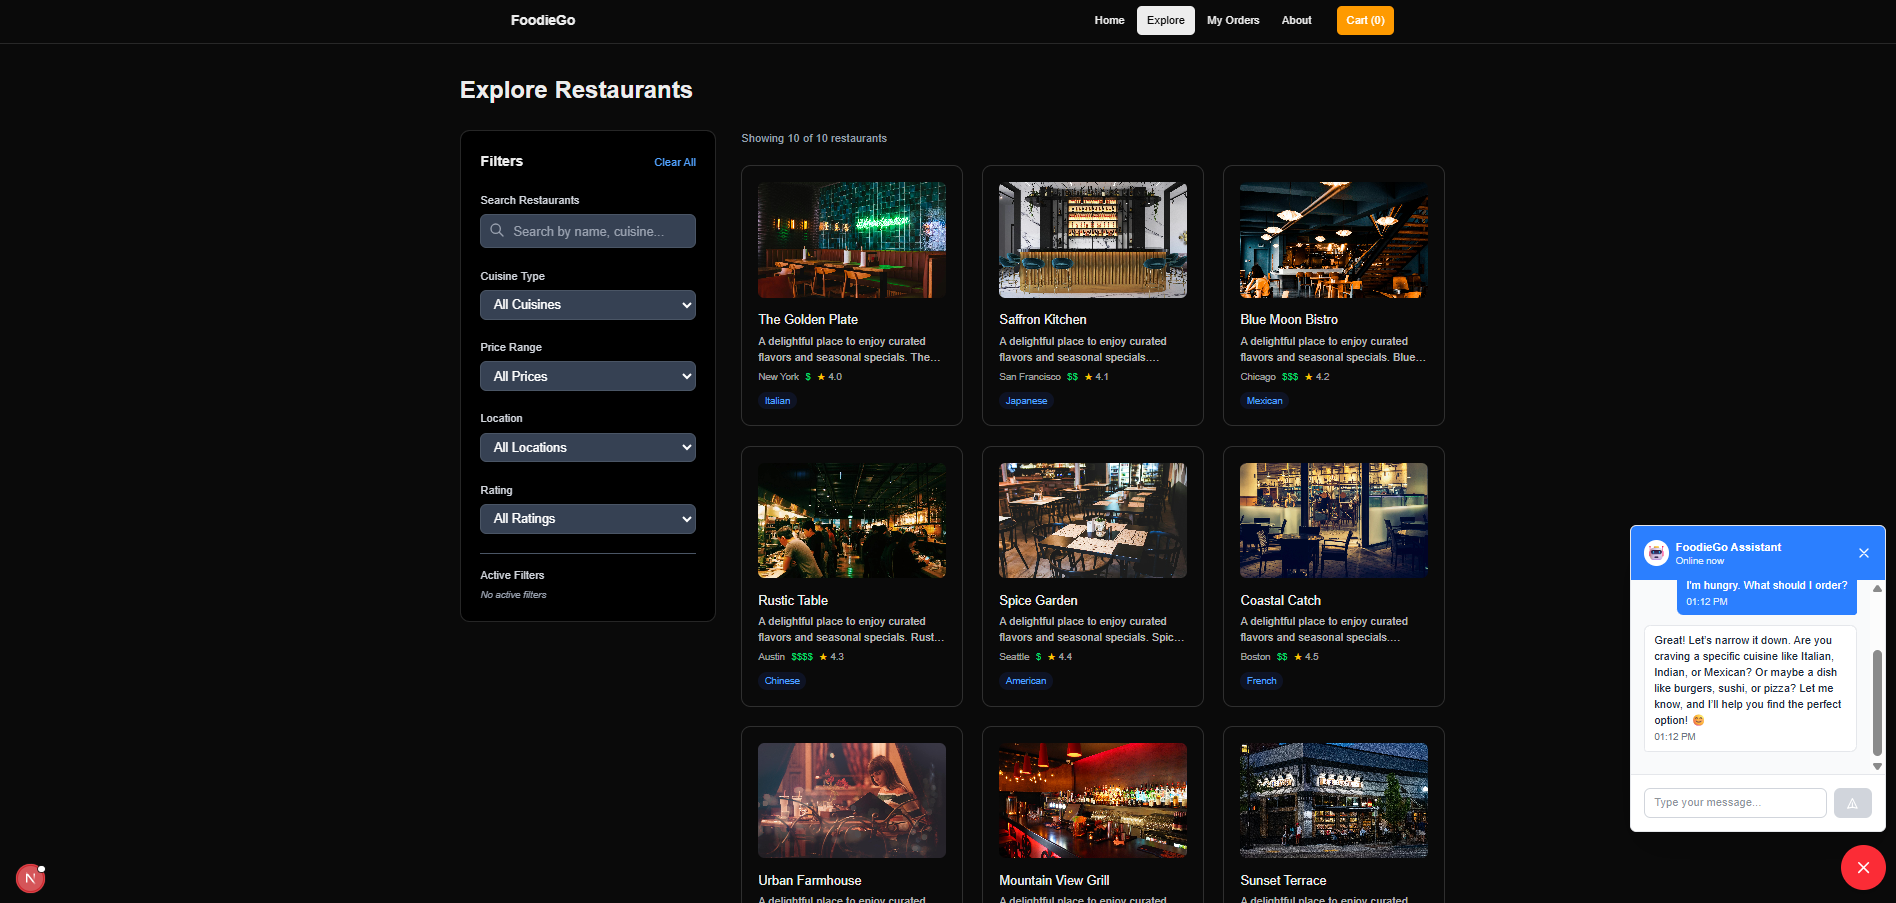 FoodieGo
Home
Explore
My Orders
About
Cart (0)
Explore Restaurants
Filters
Clear All
Search Restaurants
Search by name, cuisine...
Cuisine Type
All Cuisines
Price Range
All Prices
Location
All Locations
Rating
All Ratings
Active Filters
No active filters
Showing 10 of 10 restaurants
The Golden Plate
A delightful place to enjoy curated
flavors and seasonal specials. The...
New York $ ★ 4.0
Italian
Saffron Kitchen
A delightful place to enjoy curated
flavors and seasonal specials....
San Francisco $$ ★ 4.1
Japanese
Blue Moon Bistro
A delightful place to enjoy curated
flavors and seasonal specials. Blue...
Chicago $$$ ★ 4.2
Mexican
Rustic Table
A delightful place to enjoy curated
flavors and seasonal specials. Rust...
Austin $$$$ ★ 4.3
Chinese
Spice Garden
A delightful place to enjoy curated
flavors and seasonal specials. Spic...
Seattle $ ★ 4.4
American
Coastal Catch
A delightful place to enjoy curated
flavors and seasonal specials....
Boston $$ ★ 4.5
French
Urban Farmhouse
A delightful place to enjoy curated
Mountain View Grill
A delightful place to enjoy curated
Sunset Terrace
A delightful place to enjoy curated
FoodieGo Assistant
Online now
I'm hungry. What should I order?
01:12 PM
Great! Let's narrow it down. Are you
craving a specific cuisine like Italian,
Indian, or Mexican? Or maybe a dish
like burgers, sushi, or pizza? Let me
know, and I'll help you find the perfect
option! 😊
01:12 PM
Type your message...
N